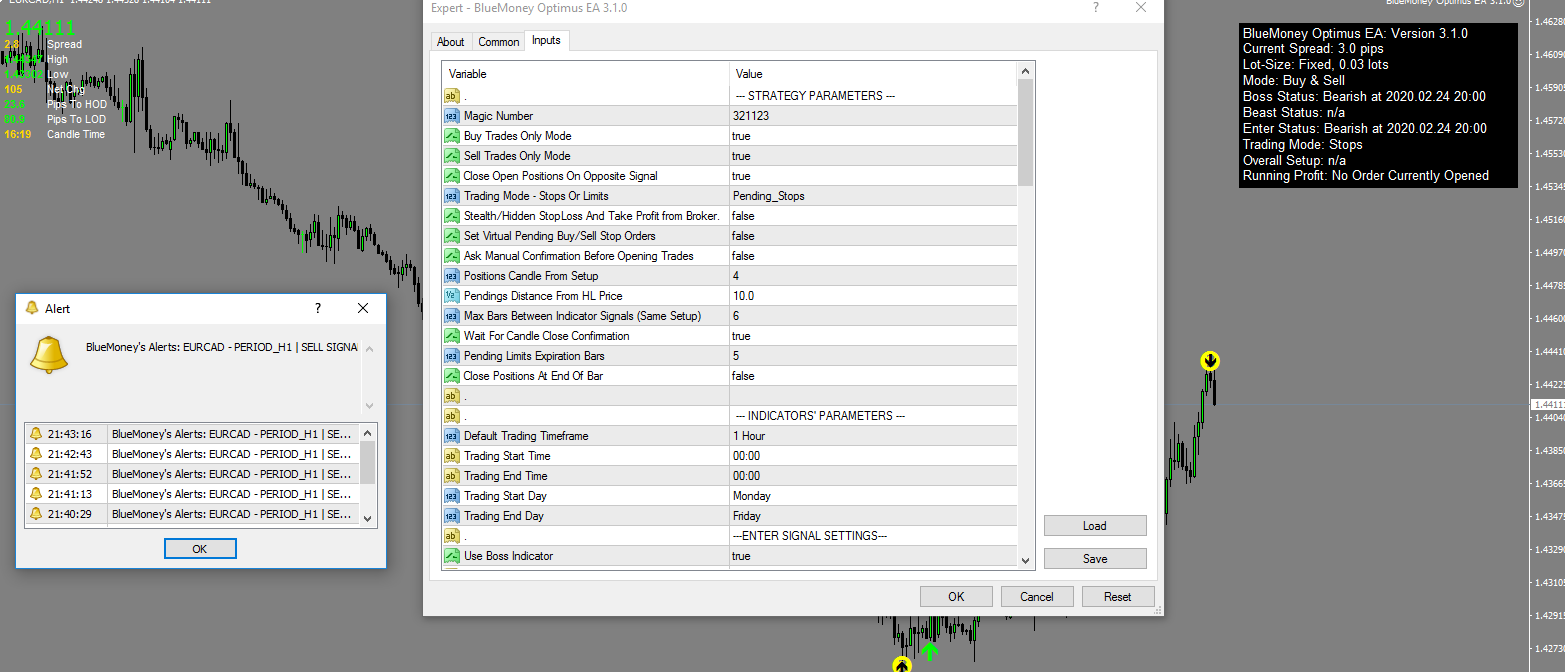 1.44111
2.8 Spread
High
Low
105 Net Chg
23.6 Pips To HOD
Pips To LOD
16:19 Candle Time
Expert - BlueMoney Optimus EA 3.1.0
?
About Common Inputs
Variable Value
ab . --- STRATEGY PARAMETERS ---
123 Magic Number 321123
Buy Trades Only Mode true
Sell Trades Only Mode true
Close Open Positions On Opposite Signal true
123 Trading Mode - Stops Or Limits Pending_Stops
Stealth/Hidden StopLoss And Take Profit from Broker. false
Set Virtual Pending Buy/Sell Stop Orders false
Ask Manual Confirmation Before Opening Trades false
123 Positions Candle From Setup 4
½ Pendings Distance From HL Price 10.0
123 Max Bars Between Indicator Signals (Same Setup) 6
Wait For Candle Close Confirmation true
123 Pending Limits Expiration Bars 5
Close Positions At End Of Bar false
ab .
ab . --- INDICATORS' PARAMETERS ---
123 Default Trading Timeframe 1 Hour
ab Trading Start Time 00:00
ab Trading End Time 00:00
123 Trading Start Day Monday
123 Trading End Day Friday
ab . ---ENTER SIGNAL SETTINGS---
Use Boss Indicator true
Load
Save
OK Cancel Reset
Alert ?
BlueMoney's Alerts: EURCAD - PERIOD_H1 | SELL SIGNA
21:43:16 BlueMoney's Alerts: EURCAD - PERIOD_H1 | SE...
21:42:43 BlueMoney's Alerts: EURCAD - PERIOD_H1 | SE...
21:41:52 BlueMoney's Alerts: EURCAD - PERIOD_H1 | SE...
21:41:13 BlueMoney's Alerts: EURCAD - PERIOD_H1 | SE...
21:40:29 BlueMoney's Alerts: EURCAD - PERIOD_H1 | SE...
OK
BlueMoney Optimus EA 3.1.0
BlueMoney Optimus EA: Version 3.1.0
Current Spread: 3.0 pips
Lot-Size: Fixed, 0.03 lots
Mode: Buy & Sell
Boss Status: Bearish at 2020.02.24 20:00
Beast Status: n/a
Enter Status: Bearish at 2020.02.24 20:00
Trading Mode: Stops
Overall Setup: n/a
Running Profit: No Order Currently Opened
1.46280
1.46090
1.45905
1.45720
1.45530
1.45345
1.45160
1.44970
1.44785
1.44600
1.44410
1.44225
1.44111
1.44040
1.43850
1.43665
1.43475
1.43290
1.43105
1.42915
1.42730